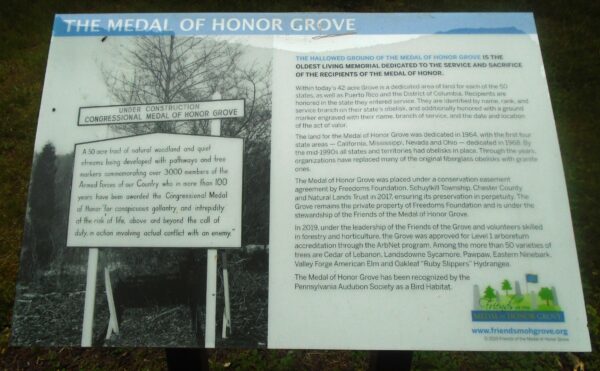 THE MEDAL OF HONOR GROVE
UNDER CONSTRUCTION
CONGRESSIONAL MEDAL OF HONOR GROVE
A 50 acre tract of natural woodland and quiet
streams being developed with pathways and tree
markers commemorating over 3000 members of the
Armed Forces of our Country who in more than 100
years have been awarded the Congressional Medal
of Honor "for conspicuous gallantry, and intrepidity
at the risk of life, above and beyond the call of
duty, in action involving actual conflict with an enemy."
THE HALLOWED GROUND OF THE MEDAL OF HONOR GROVE IS THE
OLDEST LIVING MEMORIAL DEDICATED TO THE SERVICE AND SACRIFICE
OF THE RECIPIENTS OF THE MEDAL OF HONOR.
Within today's 42-acre Grove is a dedicated area of land for each of the 50
states, as well as Puerto Rico and the District of Columbia. Recipients are
honored in the state they entered service. They are identified by name, rank, and
service branch on their state's obelisk, and additionally honored with a ground
marker engraved with their name, branch of service, and the date and location
of the act of valor.
The land for the Medal of Honor Grove was dedicated in 1964, with the first four
state areas — California, Mississippi, Nevada and Ohio — dedicated in 1968. By
the mid-1990s all states and territories had obelisks in place. Through the years,
organizations have replaced many of the original fiberglass obelisks with granite
ones.
The Medal of Honor Grove was placed under a conservation easement
agreement by Freedoms Foundation, Schuylkill Township, Chester County
and Natural Lands Trust in 2017, ensuring its preservation in perpetuity. The
Grove remains the private property of Freedoms Foundation and is under the
stewardship of the Friends of the Medal of Honor Grove.
In 2019, under the leadership of the Friends of the Grove and volunteers skilled
in forestry and horticulture, the Grove was approved for Level 1 arboretum
accreditation through the ArbNet program. Among the more than 50 varieties of
trees are Cedar of Lebanon, Landsdowne Sycamore, Pawpaw, Eastern Ninebark,
Valley Forge American Elm and Oakleaf "Ruby Slippers" Hydrangea.
The Medal of Honor Grove has been recognized by the
Pennsylvania Audubon Society as a Bird Habitat.
Friends of the
MEDAL OF HONOR GROVE
www.friendsmohgrove.org
Friends of the Medal of Honor Grove